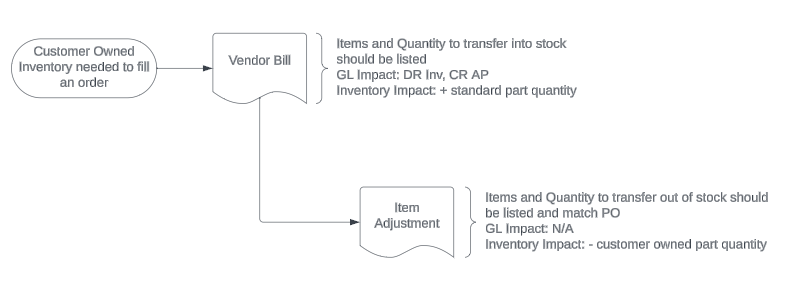 Customer Owned
Inventory needed to fill
an order
Vendor Bill
Items and Quantity to transfer into stock
should be listed
GL Impact: DR Inv, CR AP
Inventory Impact: + standard part quantity
Item
Adjustment
Items and Quantity to transfer out of stock should
be listed and match PO
GL Impact: N/A
Inventory Impact: - customer owned part quantity